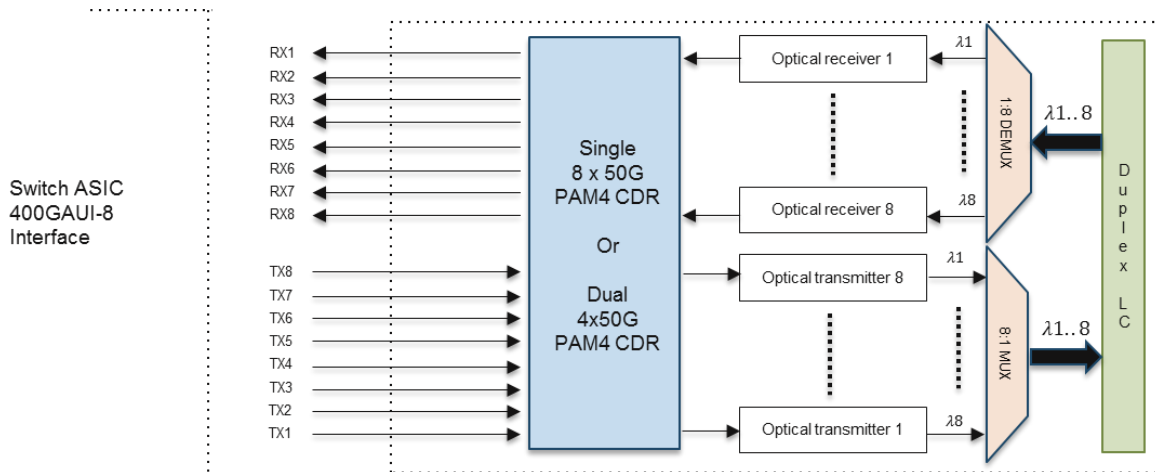 Switch ASIC
400GAUI-8
Interface
RX1
RX2
RX3
RX4
RX5
RX6
RX7
RX8
TX8
TX7
TX6
TX5
TX4
TX3
TX2
TX1
Single
8 x 50G
PAM4 CDR
Or
Dual
4x50G
PAM4 CDR
Optical receiver 1
Optical receiver 8
Optical transmitter 8
Optical transmitter 1
λ1
λ8
λ1
λ8
1:8 DEMUX
8:1 MUX
λ1..8
λ1..8
Duplex LC